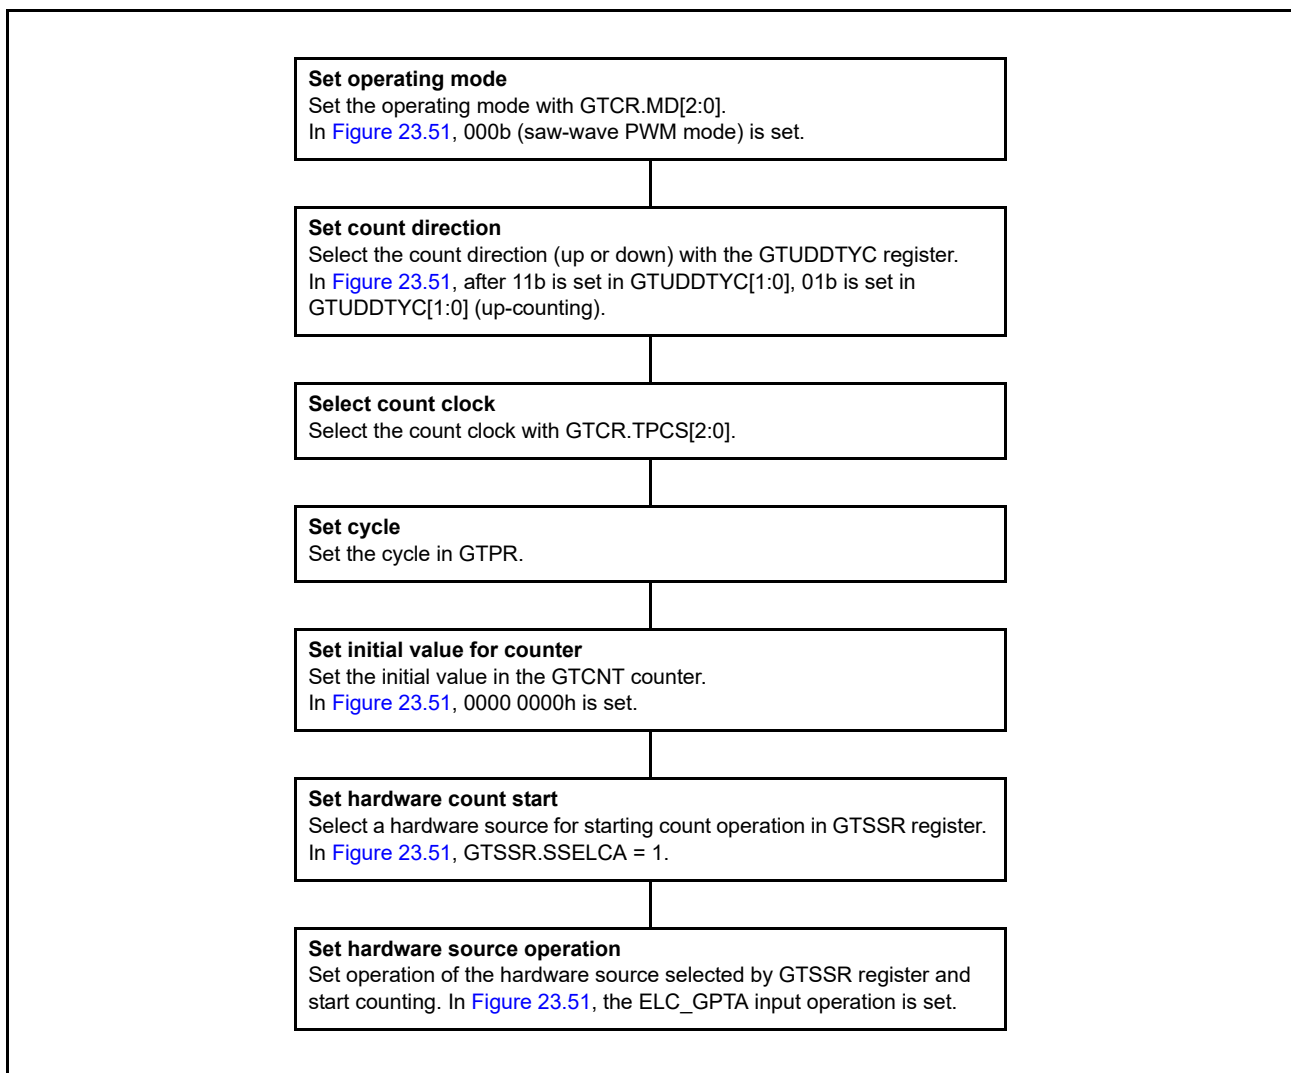 Set operating mode
Set the operating mode with GTCR.MD[2:0].
In Figure 23.51, 000b (saw-wave PWM mode) is set.
Set count direction
Select the count direction (up or down) with the GTUDDTYC register.
In Figure 23.51, after 11b is set in GTUDDTYC[1:0], 01b is set in
GTUDDTYC[1:0] (up-counting).
Select count clock
Select the count clock with GTCR.TPCS[2:0].
Set cycle
Set the cycle in GTPR.
Set initial value for counter
Set the initial value in the GTCNT counter.
In Figure 23.51, 0000 0000h is set.
Set hardware count start
Select a hardware source for starting count operation in GTSSR register.
In Figure 23.51, GTSSR.SSELCA = 1.
Set hardware source operation
Set operation of the hardware source selected by GTSSR register and
start counting. In Figure 23.51, the ELC_GPTA input operation is set.